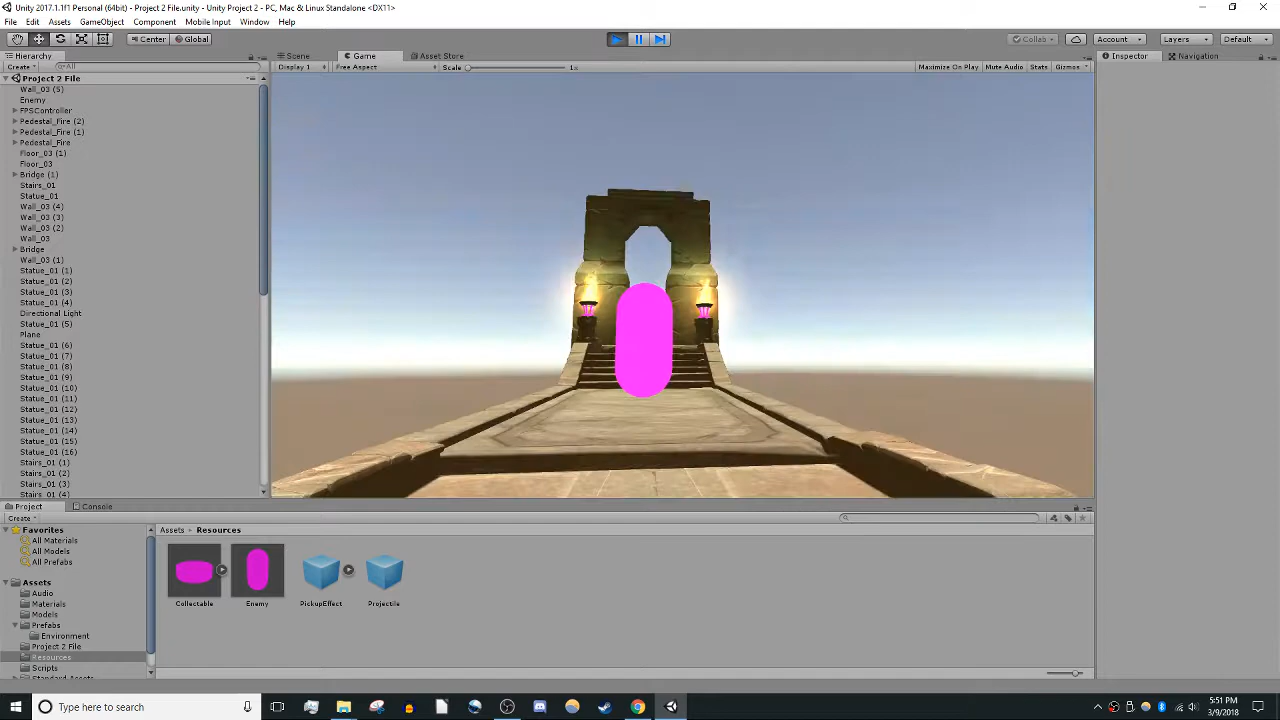 Unity 2017.1.1f1 Personal (64bit) - Project 2 File.unity - Unity Project 2 - PC, Mac & Linux Standalone <DX11>
File Edit Assets GameObject Component Mobile Input Window Help
Center Global Collab Account Layers Default
Hierarchy Scene Game Asset Store Inspector Navigation
Create All Display 1 Free Aspect Scale 1x Maximize On Play Mute Audio Stats Gizmos
Project 2 File
Wall_03 (5)
Enemy
FPSController
Pedestal_Fire (2)
Pedestal_Fire (1)
Pedestal_Fire
Floor_03 (1)
Floor_03
Bridge (1)
Stairs_01
Statue_01
Wall_03 (4)
Wall_03 (3)
Wall_03 (2)
Wall_03
Bridge
Wall_03 (1)
Statue_01 (1)
Statue_01 (2)
Statue_01 (3)
Statue_01 (4)
Directional Light
Statue_01 (5)
Plane
Statue_01 (6)
Statue_01 (7)
Statue_01 (8)
Statue_01 (9)
Statue_01 (10)
Statue_01 (11)
Statue_01 (12)
Statue_01 (13)
Statue_01 (14)
Statue_01 (15)
Statue_01 (16)
Stairs_01 (1)
Stairs_01 (2)
Stairs_01 (3)
Stairs_01 (4)
Project Console
Create
Favorites
All Materials
All Models
All Prefabs
Assets
Audio
Materials
Models
Prefabs
Environment
Project 2 File
Resources
Scripts
Standard Assets
Assets Resources
Collectable Enemy PickupEffect Projectile
Type here to search
5:51 PM
3/9/2018